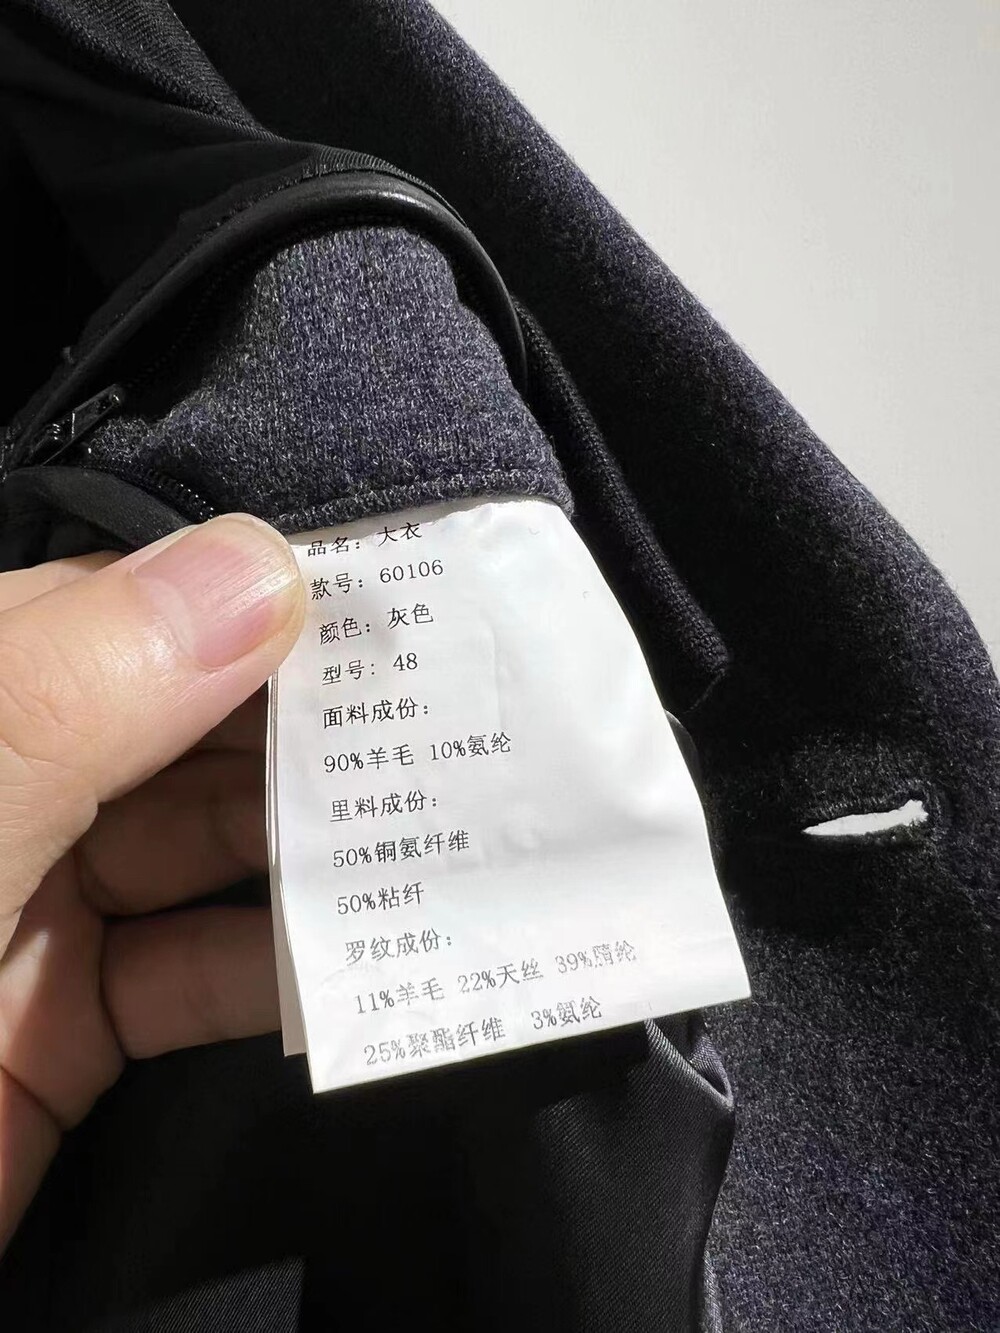 品名：大衣
款号：60106
颜色：灰色
型号：48
面料成份：
90%羊毛 10%氨纶
里料成份：
50%铜氨纤维
50%粘纤
罗纹成份：
11%羊毛 22%天丝 39%腈纶
25%聚酯纤维 3%氨纶